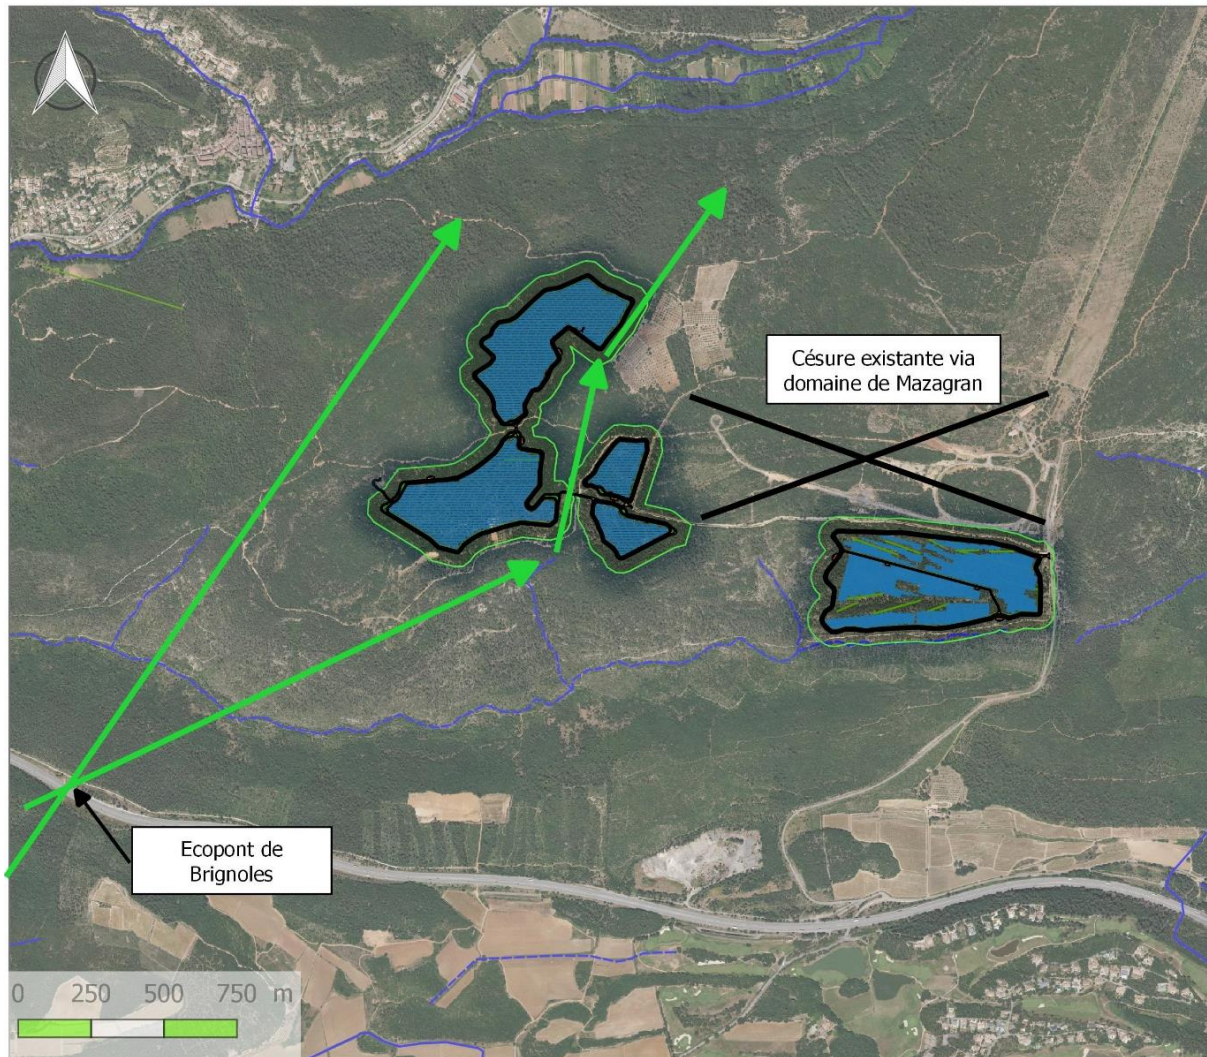 Césure existante via
domaine de Mazagran
Ecopont de
Brignoles
0 250 500 750 m